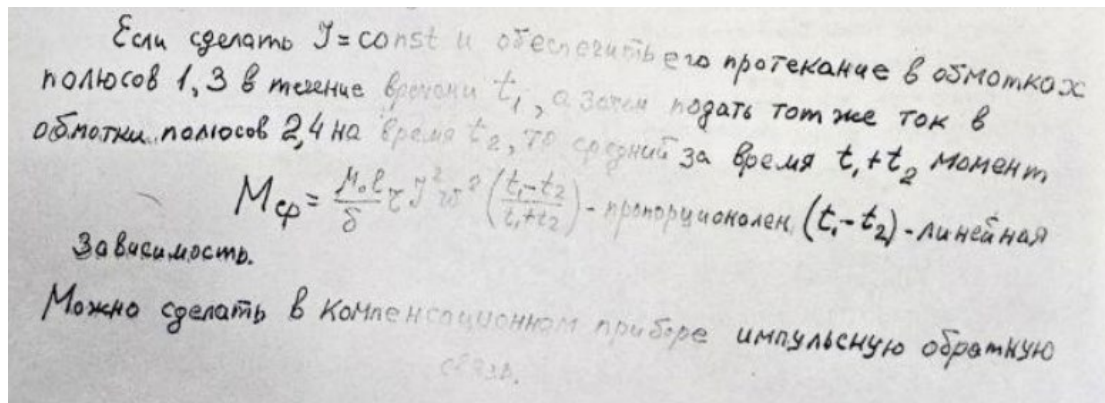 Если сделать J = const и обеспечить его протекание в обмотках
полюсов 1,3 в течение времени t₁, а затем подать тот же ток в
обмотки полюсов 2,4 на время t₂, то средний за время t₁+t₂ момент
Mср = μ₀l/δ τ J² w² (t₁-t₂/t₁+t₂) - пропорционален (t₁-t₂) - линейная
зависимость.
Можно сделать в компенсационном приборе импульсную обратную
связь.